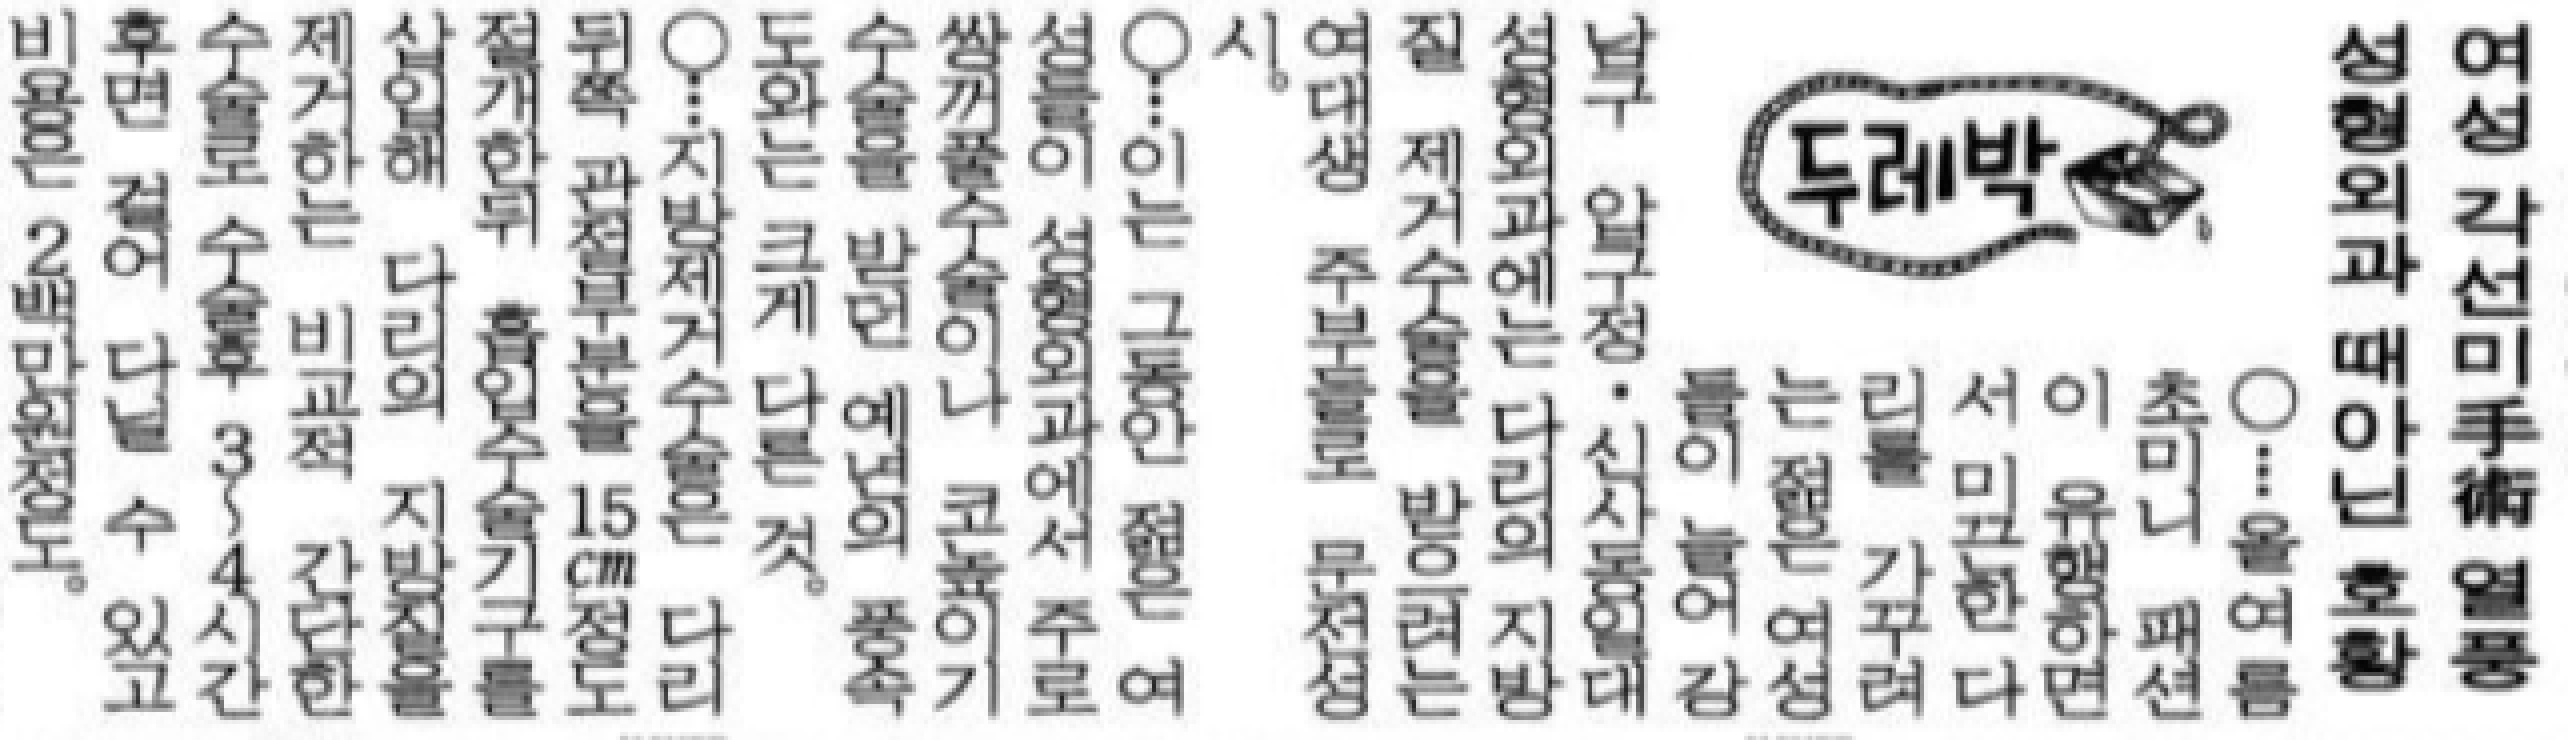 여성 각선미手術 열풍
성형외과 때아닌 호황
두레박
○…올여름
초미니 패션
이 유행하면
서 미끈한 다
리를 가꾸려
는 젊은 여성
들이 늘어 강
남구 압구정·신사동일대
성형외과에는 다리의 지방
질 제거수술을 받으려는
여대생 주부들로 문전성
시。
○…이는 그동안 젊은 여
성들이 성형외과에서 주로
쌍꺼풀수술이나 코높이기
수술을 받던 예년의 풍속
도와는 크게 다른 것。
○…지방제거수술은 다리
뒤쪽 관절부분을 15cm정도
절개한뒤 흡입수술기구를
삽입해 다리의 지방질을
제거하는 비교적 간단한
수술로 수술후 3~4시간
후면 걸어 다닐 수 있고
비용은 2백만원정도。